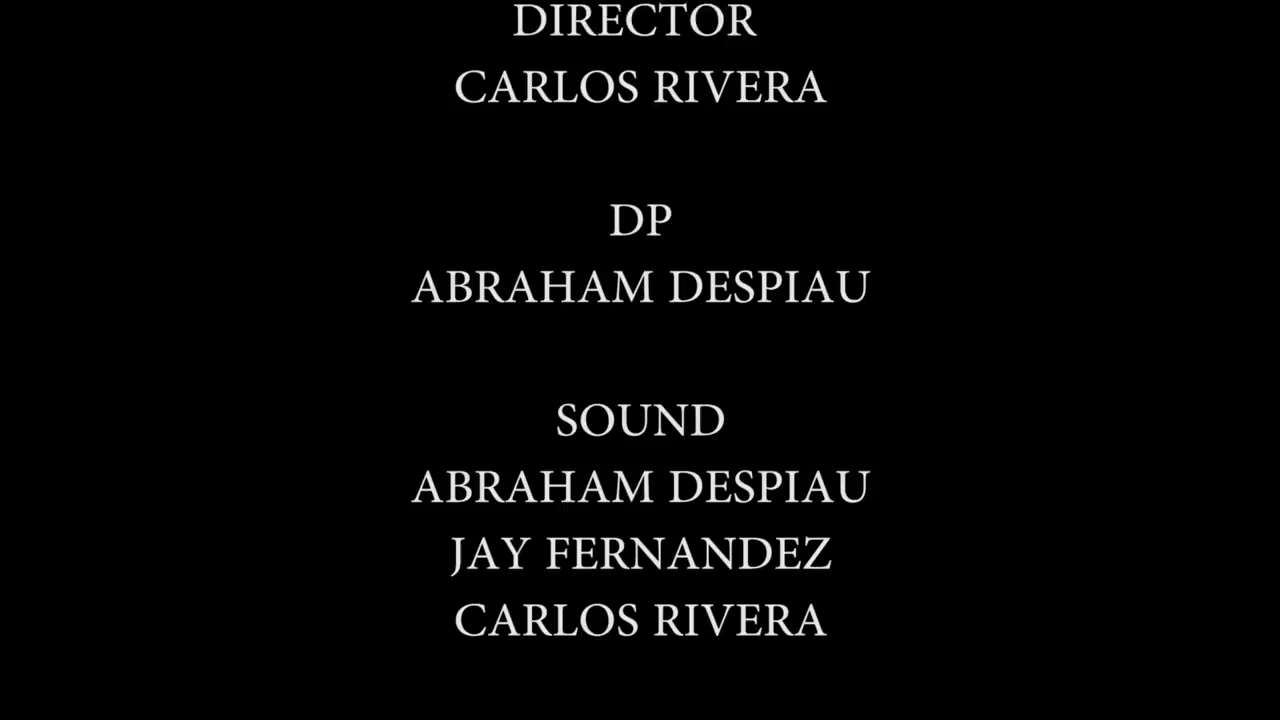 DIRECTOR
CARLOS RIVERA
DP
ABRAHAM DESPIAU
SOUND
ABRAHAM DESPIAU
JAY FERNANDEZ
CARLOS RIVERA